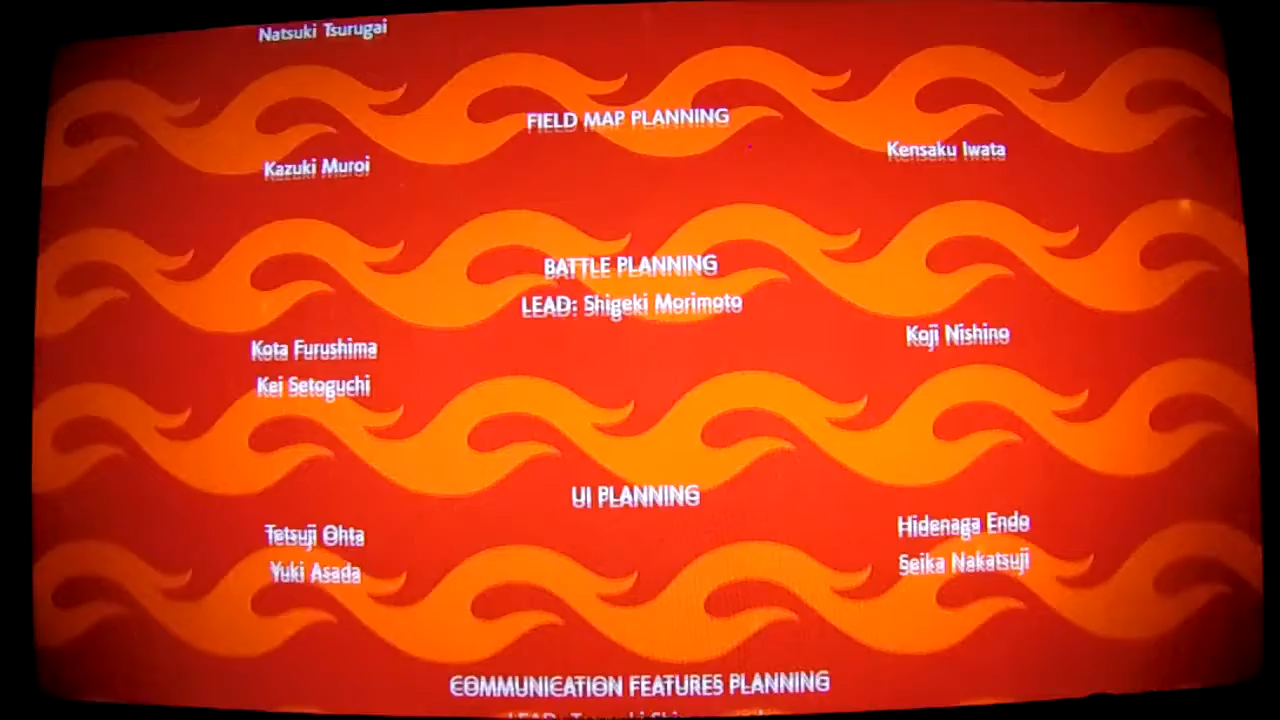 Natsuki Tsurugai
FIELD MAP PLANNING
Kazuki Muroi
Kensaku Iwata
BATTLE PLANNING
LEAD: Shigeki Morimoto
Kota Furushima
Koji Nishino
Kei Setoguchi
UI PLANNING
Tetsuji Ohta
Hidenaga Endo
Yuki Asada
Seika Nakatsuji
COMMUNICATION FEATURES PLANNING
LEAD: